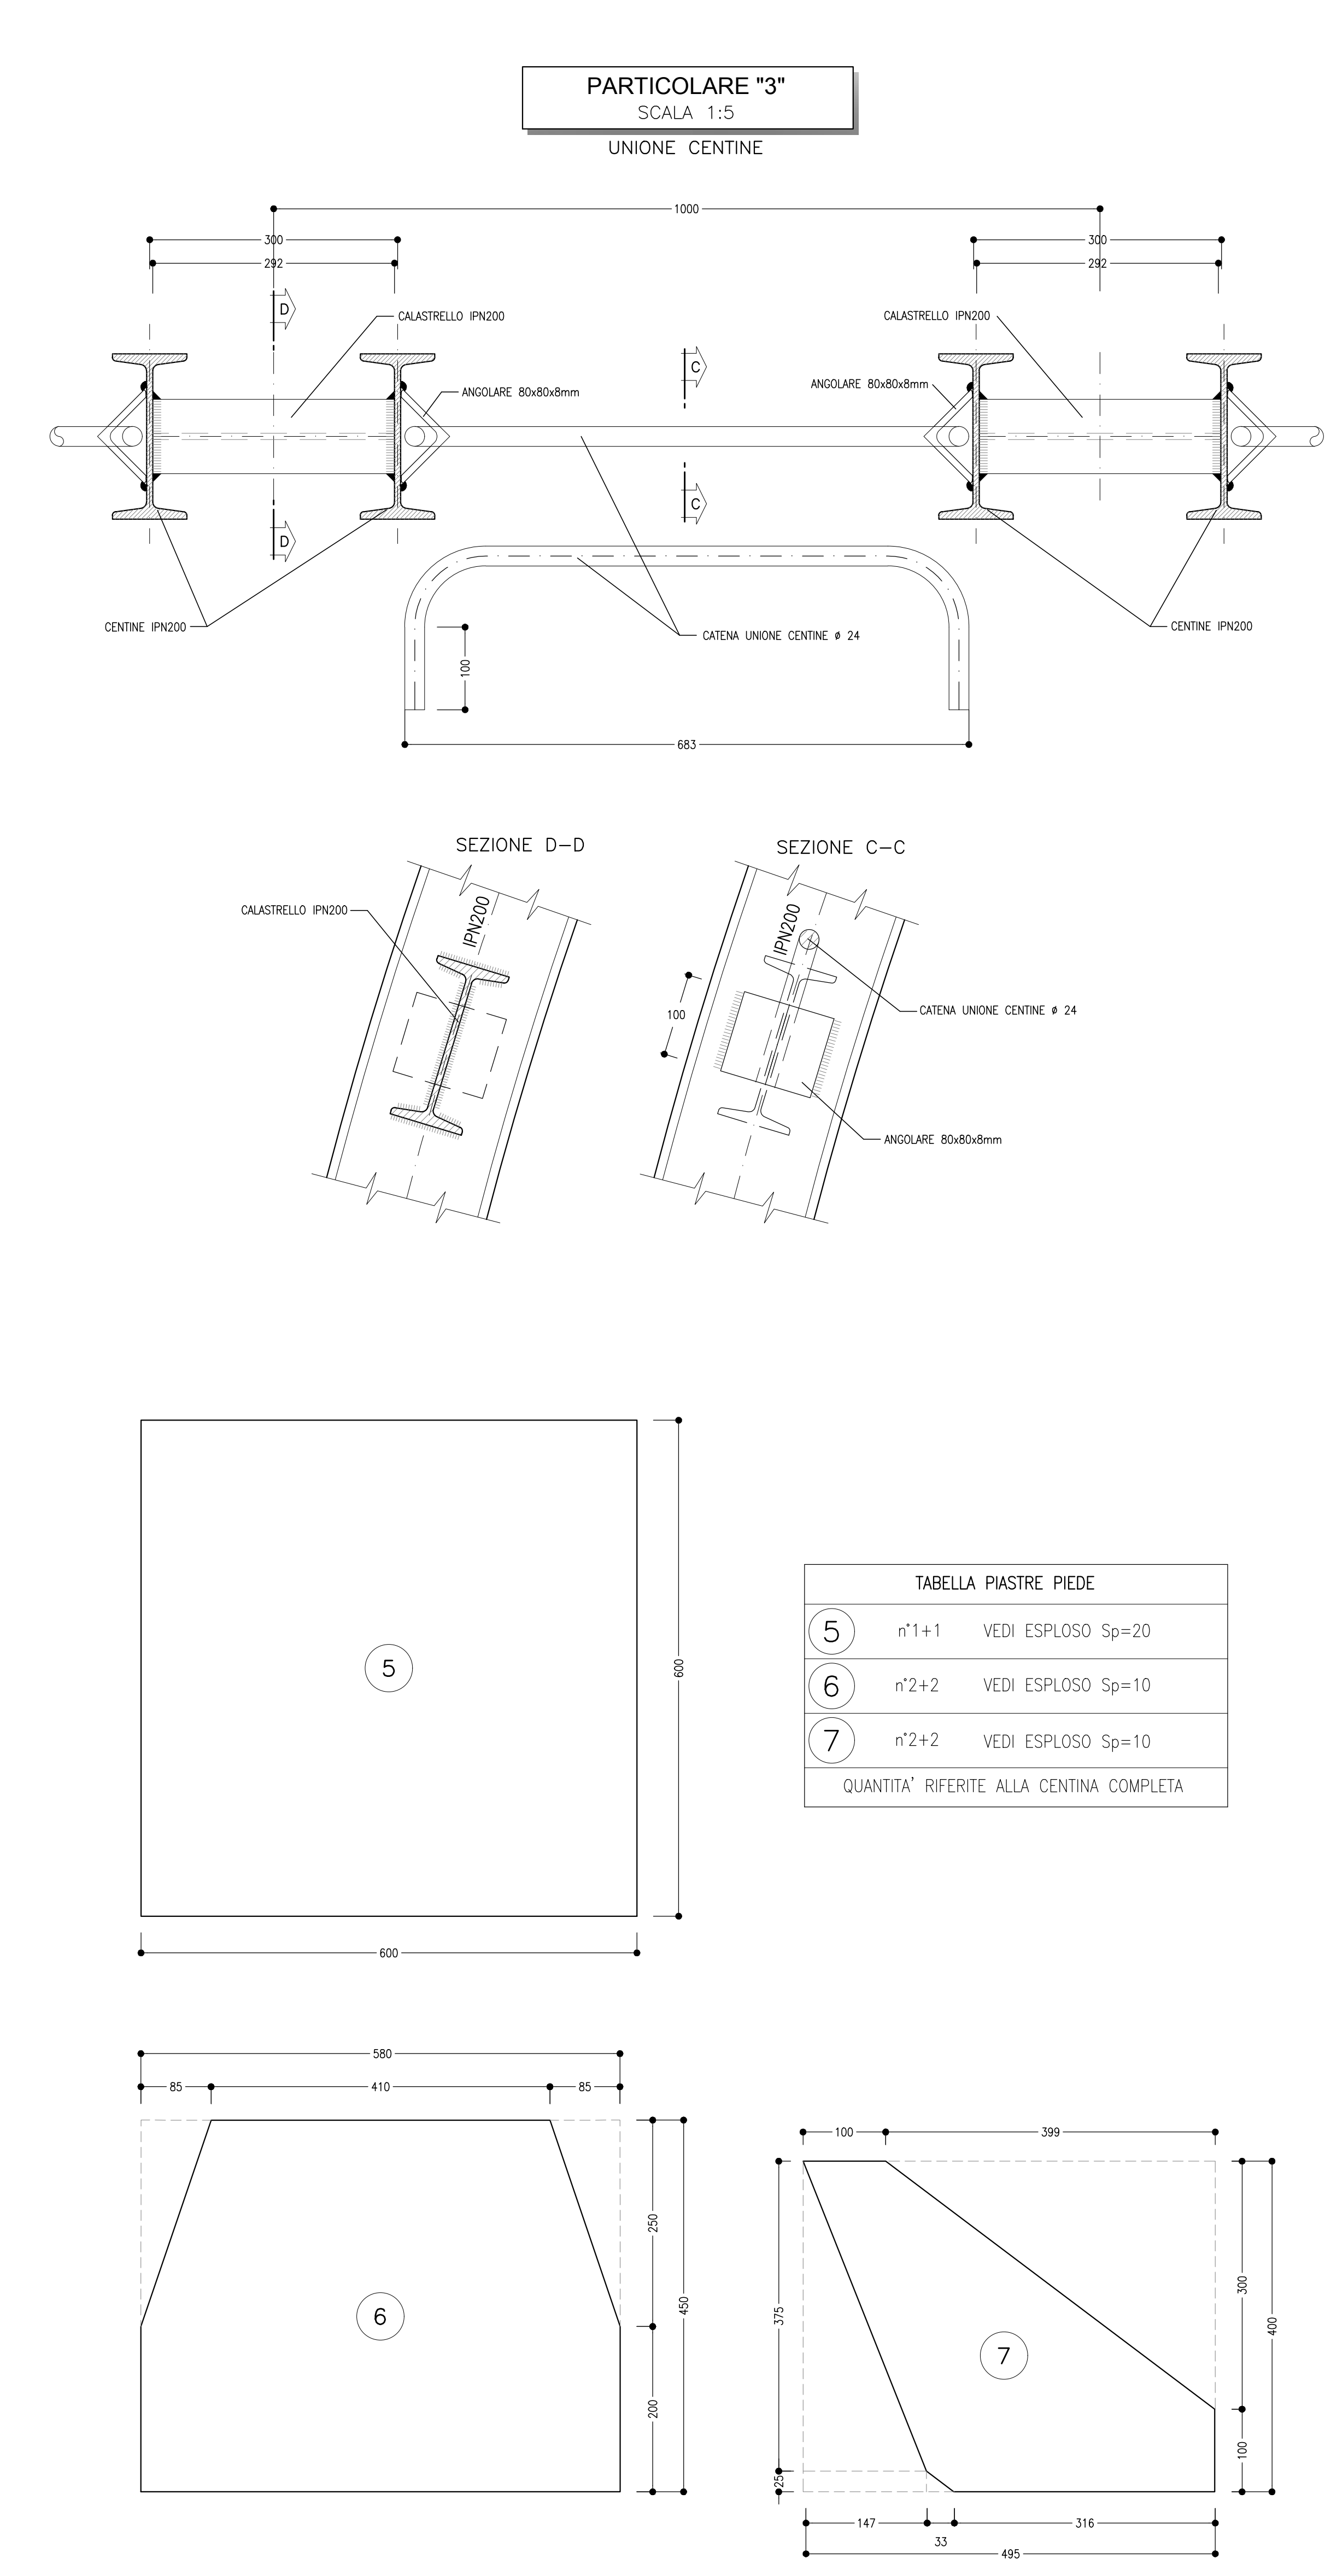 PARTICOLARE "3"
SCALA 1:5
UNIONE CENTINE
1000
300
300
292
292
D
CALASTRELLO IPN200
CALASTRELLO IPN200
C
ANGOLARE 80x80x8mm
ANGOLARE 80x80x8mm
C
D
CENTINE IPN200
CATENA UNIONE CENTINE ø 24
CENTINE IPN200
100
683
SEZIONE D-D
SEZIONE C-C
CALASTRELLO IPN200
IPN200
IPN200
100
CATENA UNIONE CENTINE ø 24
ANGOLARE 80x80x8mm
5
600
600
TABELLA PIASTRE PIEDE
5 n°1+1 VEDI ESPLOSO Sp=20
6 n°2+2 VEDI ESPLOSO Sp=10
7 n°2+2 VEDI ESPLOSO Sp=10
QUANTITA' RIFERITE ALLA CENTINA COMPLETA
580
85 410 85
250
450
200
6
100 399
375
25
300
400
100
7
147
33
316
495